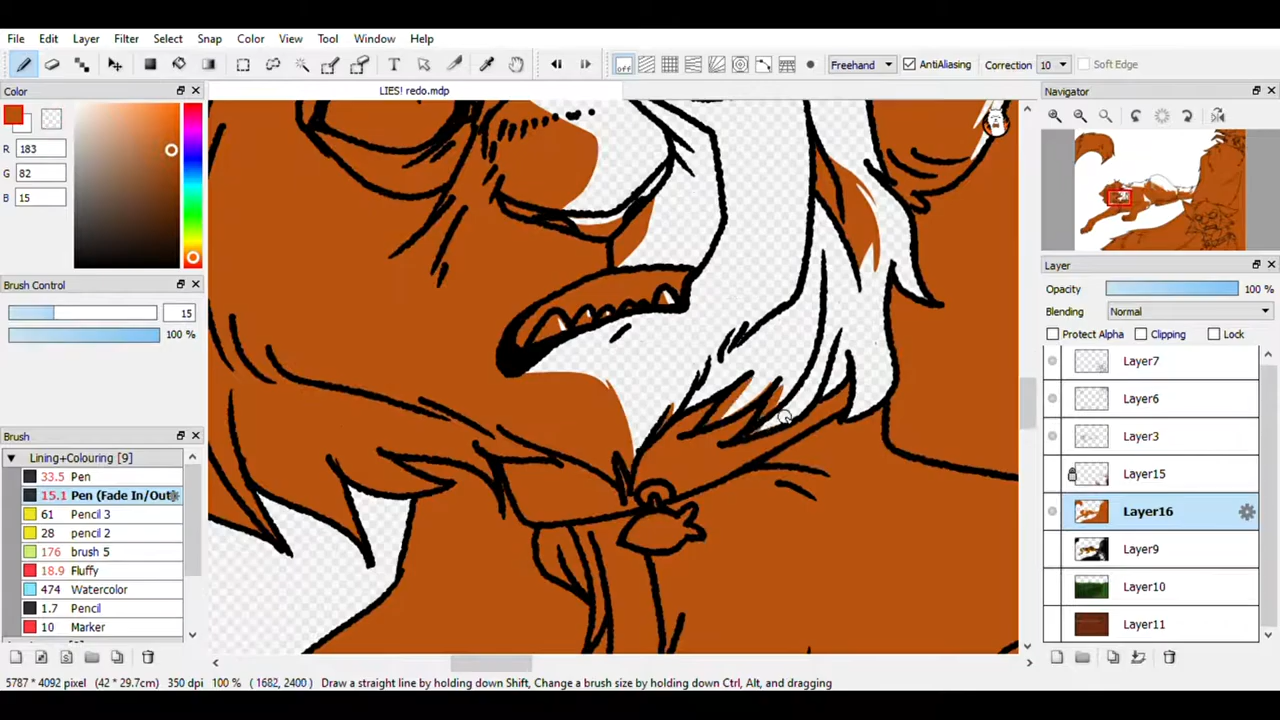 File Edit Layer Filter Select Snap Color View Tool Window Help
T off Freehand AntiAliasing Correction 10 Soft Edge
Color
LIES! redo.mdp
Navigator
R 183
G 82
B 15
Brush Control
15
100 %
Layer
Opacity 100 %
Blending Normal
Protect Alpha Clipping Lock
Layer7
Layer6
Layer3
Layer15
Layer16
Layer9
Layer10
Layer11
Brush
Lining+Colouring [9]
33.5 Pen
15.1 Pen (Fade In/Out
61 Pencil 3
28 pencil 2
176 brush 5
18.9 Fluffy
474 Watercolor
1.7 Pencil
10 Marker
5787 * 4092 pixel (42 * 29.7cm) 350 dpi 100 % ( 1682, 2400 ) Draw a straight line by holding down Shift, Change a brush size by holding down Ctrl, Alt, and dragging